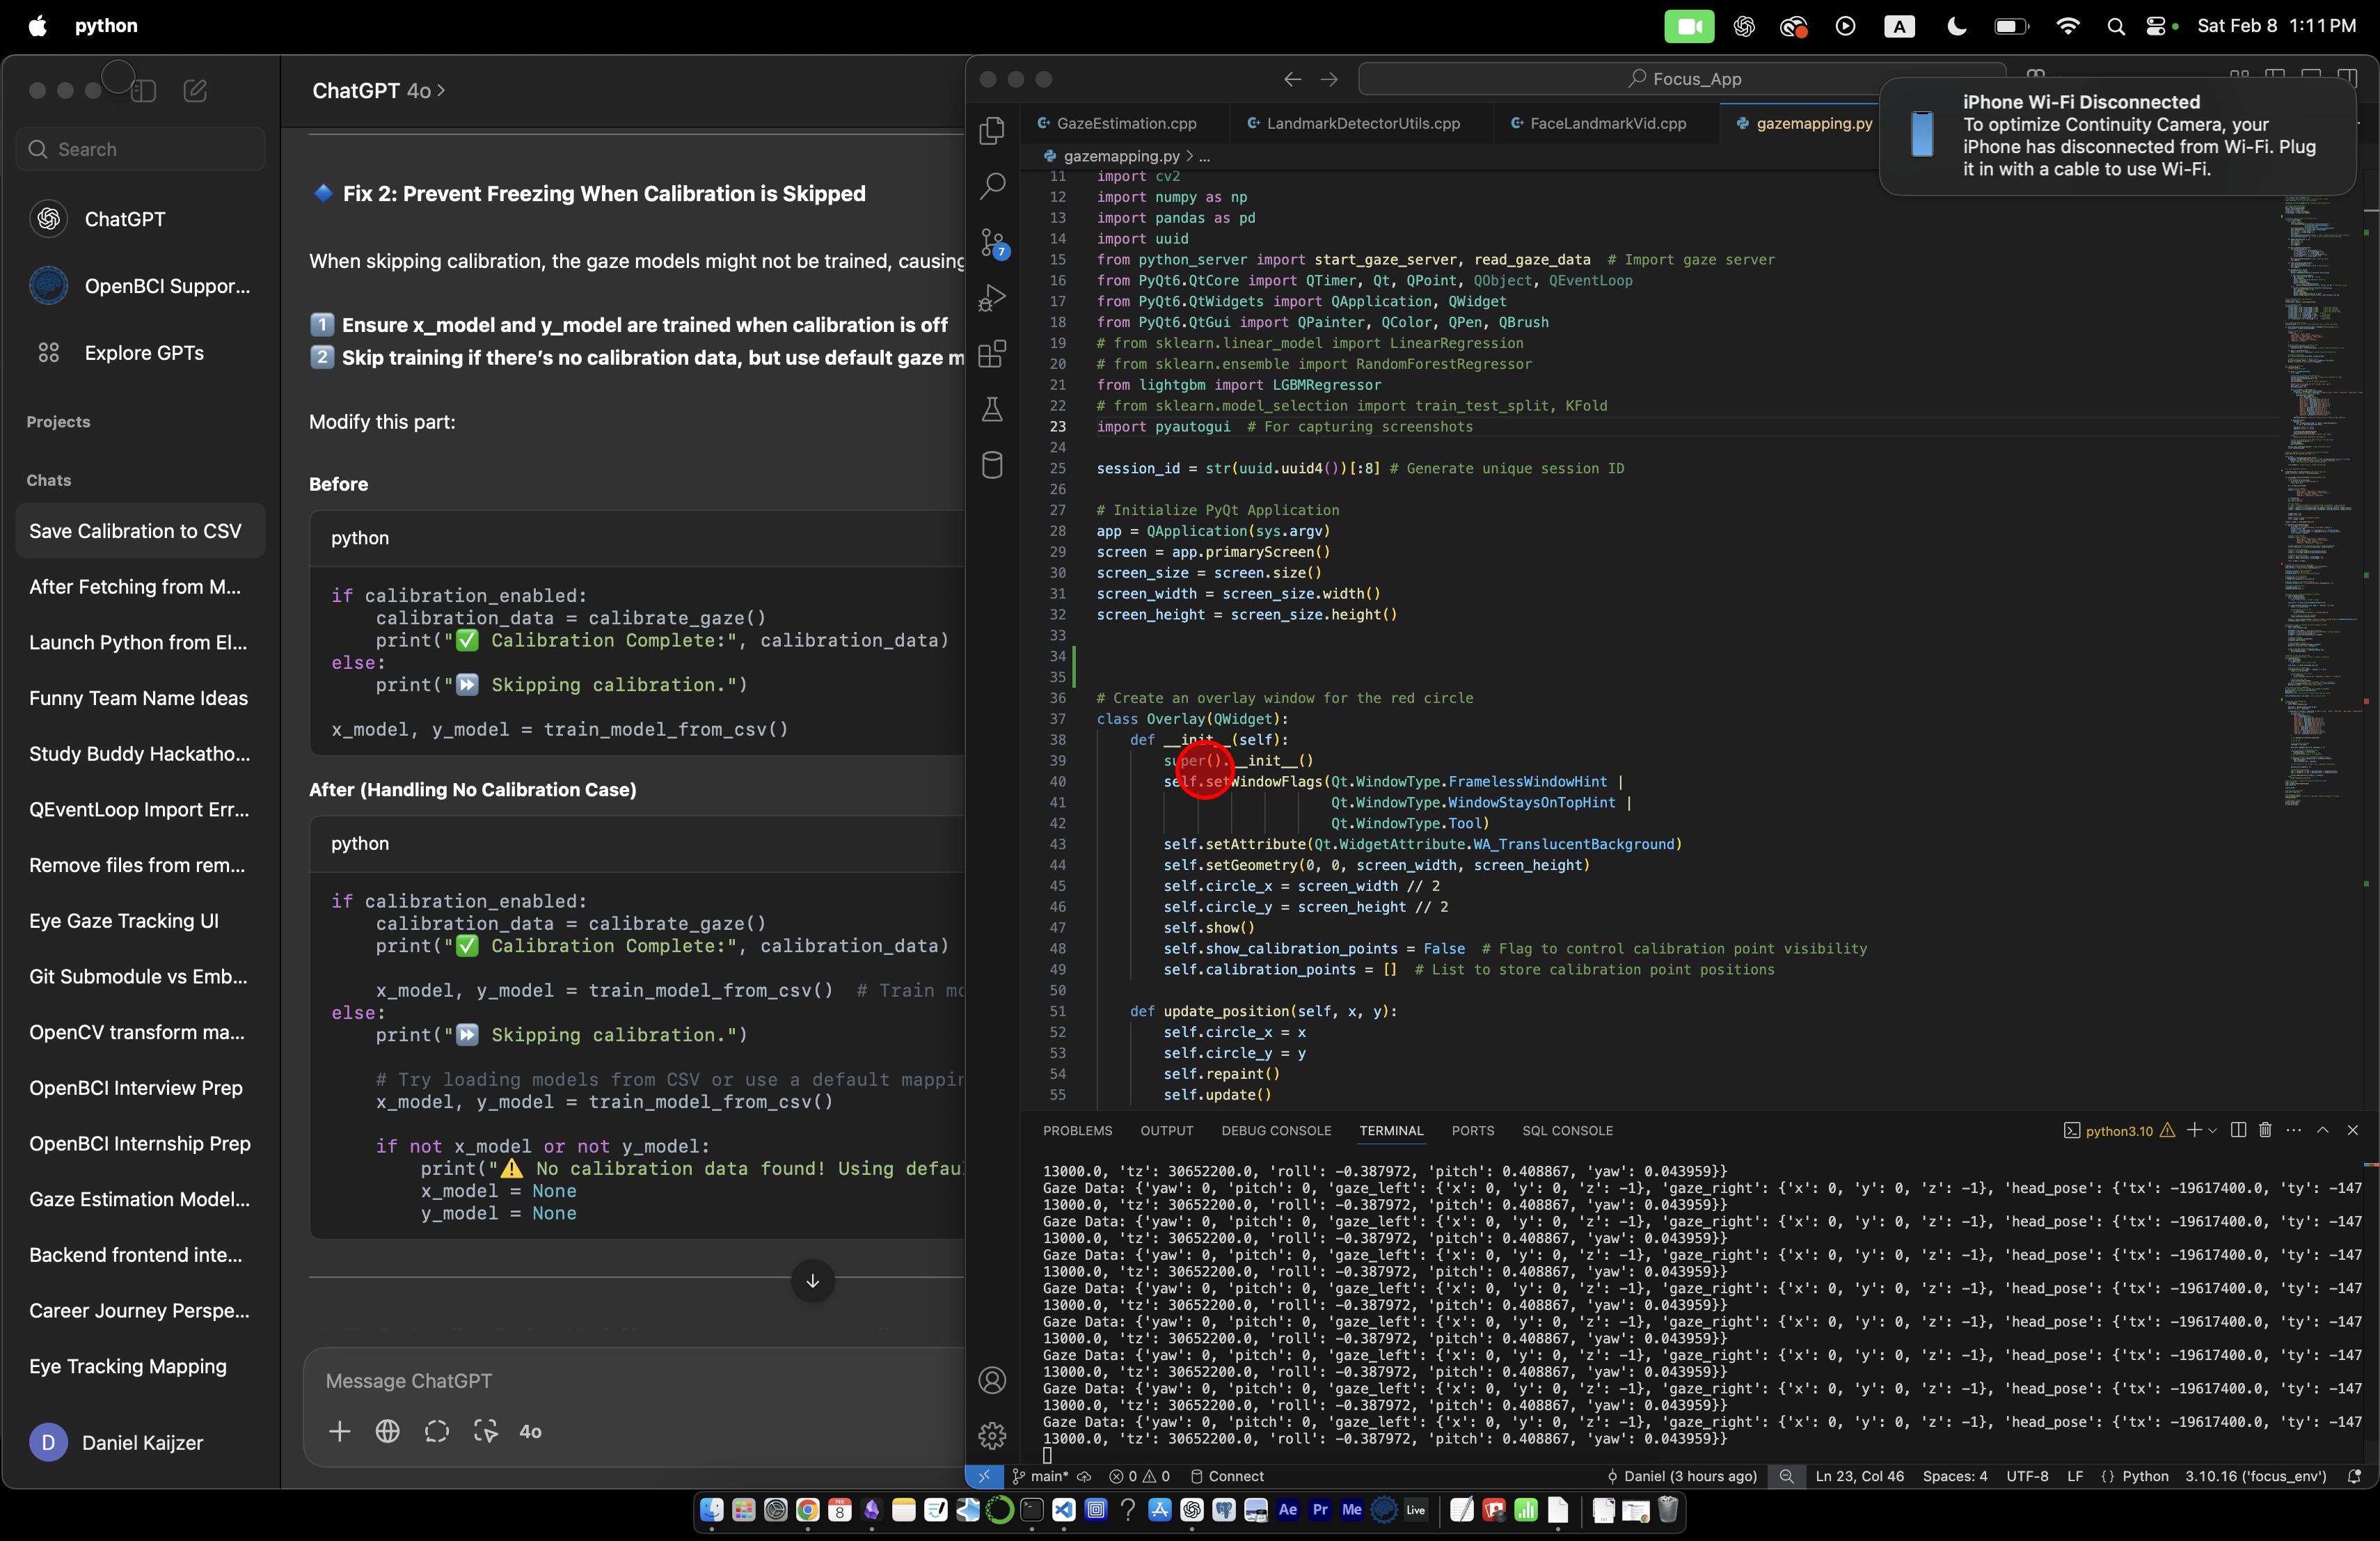 python
A
Sat Feb 8 1:11 PM
Search
ChatGPT
OpenBCI Suppor...
Explore GPTs
Projects
Chats
Save Calibration to CSV
After Fetching from M...
Launch Python from El...
Funny Team Name Ideas
Study Buddy Hackatho...
QEventLoop Import Err...
Remove files from rem...
Eye Gaze Tracking UI
Git Submodule vs Emb...
OpenCV transform ma...
OpenBCI Interview Prep
OpenBCI Internship Prep
Gaze Estimation Model...
Backend frontend inte...
Career Journey Perspe...
Eye Tracking Mapping
D Daniel Kaijzer
ChatGPT 4o >
Fix 2: Prevent Freezing When Calibration is Skipped
When skipping calibration, the gaze models might not be trained, causing
1 Ensure x_model and y_model are trained when calibration is off
2 Skip training if there's no calibration data, but use default gaze m
Modify this part:
Before
python
if calibration_enabled:
    calibration_data = calibrate_gaze()
    print("✅ Calibration Complete:", calibration_data)
else:
    print("⏩ Skipping calibration.")
x_model, y_model = train_model_from_csv()
After (Handling No Calibration Case)
python
if calibration_enabled:
    calibration_data = calibrate_gaze()
    print("✅ Calibration Complete:", calibration_data)
    x_model, y_model = train_model_from_csv()  # Train mo
else:
    print("⏩ Skipping calibration.")
    # Try loading models from CSV or use a default mappin
    x_model, y_model = train_model_from_csv()
    if not x_model or not y_model:
        print("⚠️ No calibration data found! Using defau
        x_model = None
        y_model = None
Message ChatGPT
4o
Focus_App
iPhone Wi-Fi Disconnected
To optimize Continuity Camera, your
iPhone has disconnected from Wi-Fi. Plug
it in with a cable to use Wi-Fi.
GazeEstimation.cpp
LandmarkDetectorUtils.cpp
FaceLandmarkVid.cpp
gazemapping.py
gazemapping.py > ...
7
11 import cv2
12 import numpy as np
13 import pandas as pd
14 import uuid
15 from python_server import start_gaze_server, read_gaze_data  # Import gaze server
16 from PyQt6.QtCore import QTimer, Qt, QPoint, QObject, QEventLoop
17 from PyQt6.QtWidgets import QApplication, QWidget
18 from PyQt6.QtGui import QPainter, QColor, QPen, QBrush
19 # from sklearn.linear_model import LinearRegression
20 # from sklearn.ensemble import RandomForestRegressor
21 from lightgbm import LGBMRegressor
22 # from sklearn.model_selection import train_test_split, KFold
23 import pyautogui  # For capturing screenshots
24
25 session_id = str(uuid.uuid4())[:8] # Generate unique session ID
26
27 # Initialize PyQt Application
28 app = QApplication(sys.argv)
29 screen = app.primaryScreen()
30 screen_size = screen.size()
31 screen_width = screen_size.width()
32 screen_height = screen_size.height()
33
34
35
36 # Create an overlay window for the red circle
37 class Overlay(QWidget):
38     def __init__(self):
39         super().__init__()
40         self.setWindowFlags(Qt.WindowType.FramelessWindowHint |
41                             Qt.WindowType.WindowStaysOnTopHint |
42                             Qt.WindowType.Tool)
43         self.setAttribute(Qt.WidgetAttribute.WA_TranslucentBackground)
44         self.setGeometry(0, 0, screen_width, screen_height)
45         self.circle_x = screen_width // 2
46         self.circle_y = screen_height // 2
47         self.show()
48         self.show_calibration_points = False  # Flag to control calibration point visibility
49         self.calibration_points = []  # List to store calibration point positions
50
51     def update_position(self, x, y):
52         self.circle_x = x
53         self.circle_y = y
54         self.repaint()
55         self.update()
PROBLEMS OUTPUT DEBUG CONSOLE TERMINAL PORTS SQL CONSOLE
python3.10
13000.0, 'tz': 30652200.0, 'roll': -0.387972, 'pitch': 0.408867, 'yaw': 0.043959}}
Gaze Data: {'yaw': 0, 'pitch': 0, 'gaze_left': {'x': 0, 'y': 0, 'z': -1}, 'gaze_right': {'x': 0, 'y': 0, 'z': -1}, 'head_pose': {'tx': -19617400.0, 'ty': -147
13000.0, 'tz': 30652200.0, 'roll': -0.387972, 'pitch': 0.408867, 'yaw': 0.043959}}
Gaze Data: {'yaw': 0, 'pitch': 0, 'gaze_left': {'x': 0, 'y': 0, 'z': -1}, 'gaze_right': {'x': 0, 'y': 0, 'z': -1}, 'head_pose': {'tx': -19617400.0, 'ty': -147
13000.0, 'tz': 30652200.0, 'roll': -0.387972, 'pitch': 0.408867, 'yaw': 0.043959}}
Gaze Data: {'yaw': 0, 'pitch': 0, 'gaze_left': {'x': 0, 'y': 0, 'z': -1}, 'gaze_right': {'x': 0, 'y': 0, 'z': -1}, 'head_pose': {'tx': -19617400.0, 'ty': -147
13000.0, 'tz': 30652200.0, 'roll': -0.387972, 'pitch': 0.408867, 'yaw': 0.043959}}
Gaze Data: {'yaw': 0, 'pitch': 0, 'gaze_left': {'x': 0, 'y': 0, 'z': -1}, 'gaze_right': {'x': 0, 'y': 0, 'z': -1}, 'head_pose': {'tx': -19617400.0, 'ty': -147
13000.0, 'tz': 30652200.0, 'roll': -0.387972, 'pitch': 0.408867, 'yaw': 0.043959}}
Gaze Data: {'yaw': 0, 'pitch': 0, 'gaze_left': {'x': 0, 'y': 0, 'z': -1}, 'gaze_right': {'x': 0, 'y': 0, 'z': -1}, 'head_pose': {'tx': -19617400.0, 'ty': -147
13000.0, 'tz': 30652200.0, 'roll': -0.387972, 'pitch': 0.408867, 'yaw': 0.043959}}
Gaze Data: {'yaw': 0, 'pitch': 0, 'gaze_left': {'x': 0, 'y': 0, 'z': -1}, 'gaze_right': {'x': 0, 'y': 0, 'z': -1}, 'head_pose': {'tx': -19617400.0, 'ty': -147
13000.0, 'tz': 30652200.0, 'roll': -0.387972, 'pitch': 0.408867, 'yaw': 0.043959}}
Gaze Data: {'yaw': 0, 'pitch': 0, 'gaze_left': {'x': 0, 'y': 0, 'z': -1}, 'gaze_right': {'x': 0, 'y': 0, 'z': -1}, 'head_pose': {'tx': -19617400.0, 'ty': -147
13000.0, 'tz': 30652200.0, 'roll': -0.387972, 'pitch': 0.408867, 'yaw': 0.043959}}
Gaze Data: {'yaw': 0, 'pitch': 0, 'gaze_left': {'x': 0, 'y': 0, 'z': -1}, 'gaze_right': {'x': 0, 'y': 0, 'z': -1}, 'head_pose': {'tx': -19617400.0, 'ty': -147
13000.0, 'tz': 30652200.0, 'roll': -0.387972, 'pitch': 0.408867, 'yaw': 0.043959}}
main* 0 0 Connect Daniel (3 hours ago) Ln 23, Col 46 Spaces: 4 UTF-8 LF {} Python 3.10.16 ('focus_env')
FEB 8 ? Ae Pr Me Live